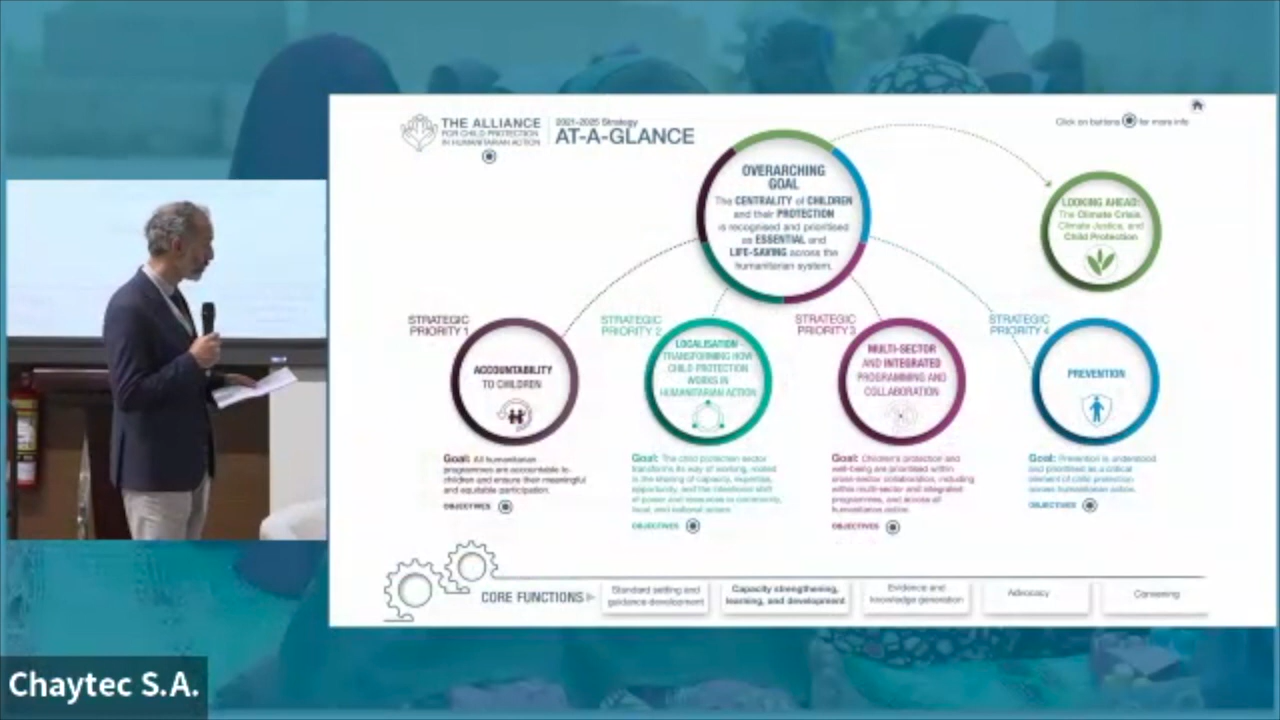 THE ALLIANCE
FOR CHILD PROTECTION
IN HUMANITARIAN ACTION
2021-2025 Strategy
AT-A-GLANCE
Click on buttons for more info
OVERARCHING
GOAL
The CENTRALITY of CHILDREN
and their PROTECTION
is recognised and prioritised
as ESSENTIAL and
LIFE-SAVING across the
humanitarian system.
LOOKING AHEAD:
The Climate Crisis,
Climate Justice, and
Child Protection
STRATEGIC
PRIORITY 1
ACCOUNTABILITY
TO CHILDREN
Goal: All humanitarian
programmes are accountable to
children and ensure their meaningful
and equitable participation.
OBJECTIVES
STRATEGIC
PRIORITY 2
LOCALISATION -
TRANSFORMING HOW
CHILD PROTECTION
WORKS IN
HUMANITARIAN ACTION
Goal: The child protection sector
transforms its way of working, rooted
in the sharing of capacity, expertise,
opportunity, and the intentional shift
of power and resources to community,
local, and national actors.
OBJECTIVES
STRATEGIC
PRIORITY 3
MULTI-SECTOR
AND INTEGRATED
PROGRAMMING AND
COLLABORATION
Goal: Children's protection and
well-being are prioritised within
cross-sector collaboration, including
within multi-sector and integrated
programmes, and across all
humanitarian action.
OBJECTIVES
STRATEGIC
PRIORITY 4
PREVENTION
Goal: Prevention is understood
and prioritised as a critical
element of child protection
across humanitarian action.
OBJECTIVES
CORE FUNCTIONS
Standard setting and
guidance development
Capacity strengthening,
learning, and development
Evidence and
knowledge generation
Advocacy
Convening
Chaytec S.A.